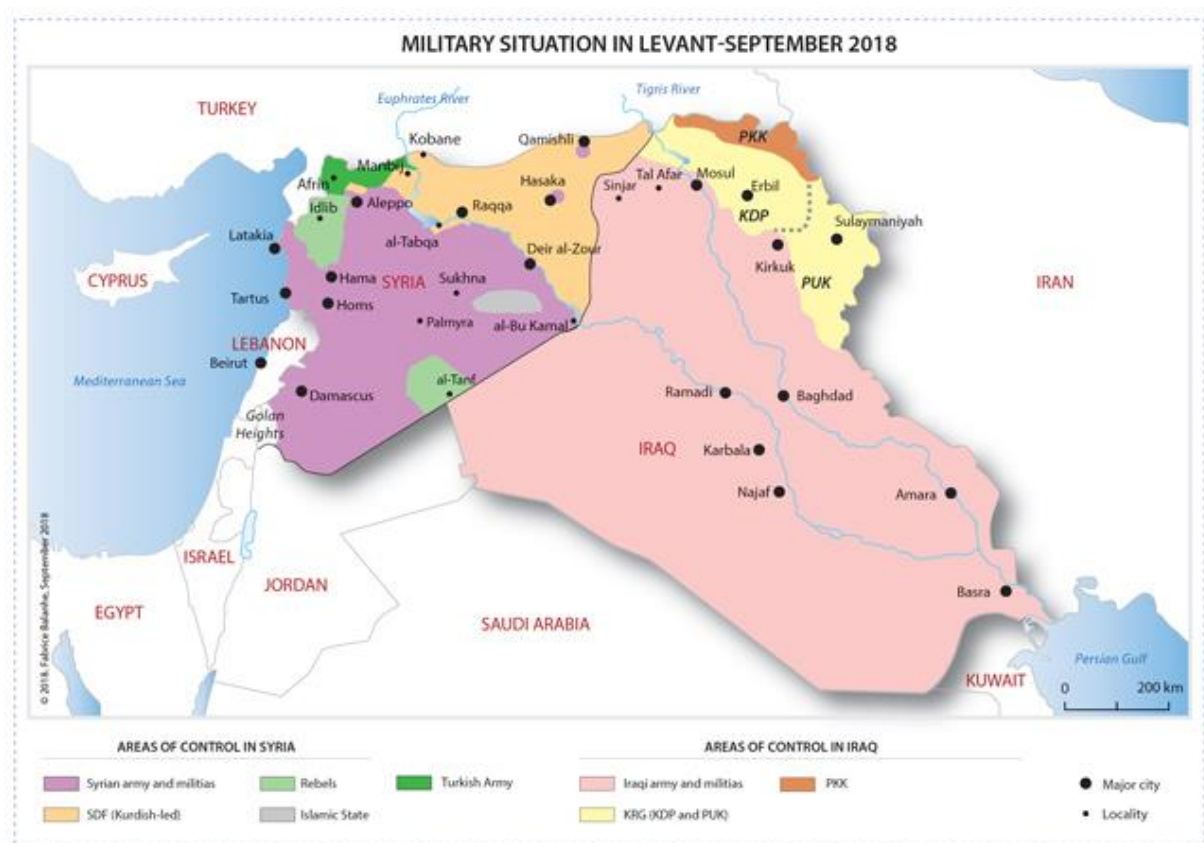 MILITARY SITUATION IN LEVANT-SEPTEMBER 2018
TURKEY
Euphrates River
Tigris River
Kobane
Qamishli
PKK
Manbij
Afrin
Tal Afar
Mosul
Sinjar
Erbil
Hasaka
Idlib
Aleppo
Raqqa
KDP
Sulaymaniyah
Latakia
al-Tabqa
Deir al-Zour
Kirkuk
CYPRUS
Hama
SYRIA
Sukhna
PUK
IRAN
Tartus
Homs
Palmyra
al-Bu Kamal
LEBANON
Beirut
Mediterranean Sea
al-Tanf
Damascus
Ramadi
Baghdad
Golan
Heights
IRAQ
Karbala
Najaf
Amara
ISRAEL
JORDAN
Basra
EGYPT
SAUDI ARABIA
Persian Gulf
KUWAIT
0 200 km
© 2018. Fabrice Balanhe, September 2018
AREAS OF CONTROL IN SYRIA
AREAS OF CONTROL IN IRAQ
Syrian army and militias
Rebels
Turkish Army
Iraqi army and militias
PKK
Major city
SDF (Kurdish-led)
Islamic State
KRG (KDP and PUK)
Locality